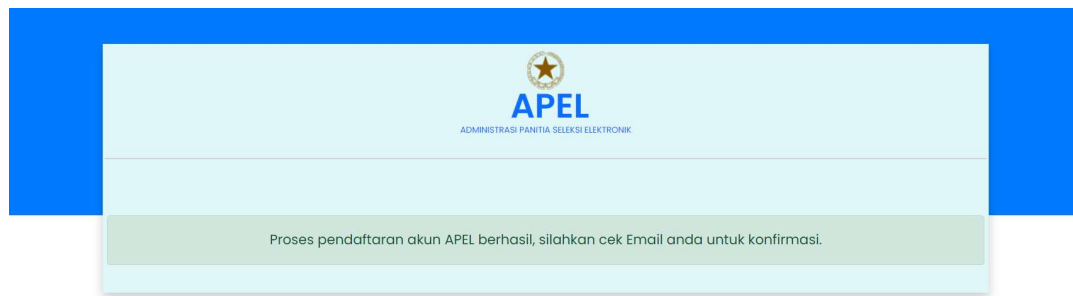 APEL
ADMINISTRASI PANITIA SELEKSI ELEKTRONIK
Proses pendaftaran akun APEL berhasil, silahkan cek Email anda untuk konfirmasi.